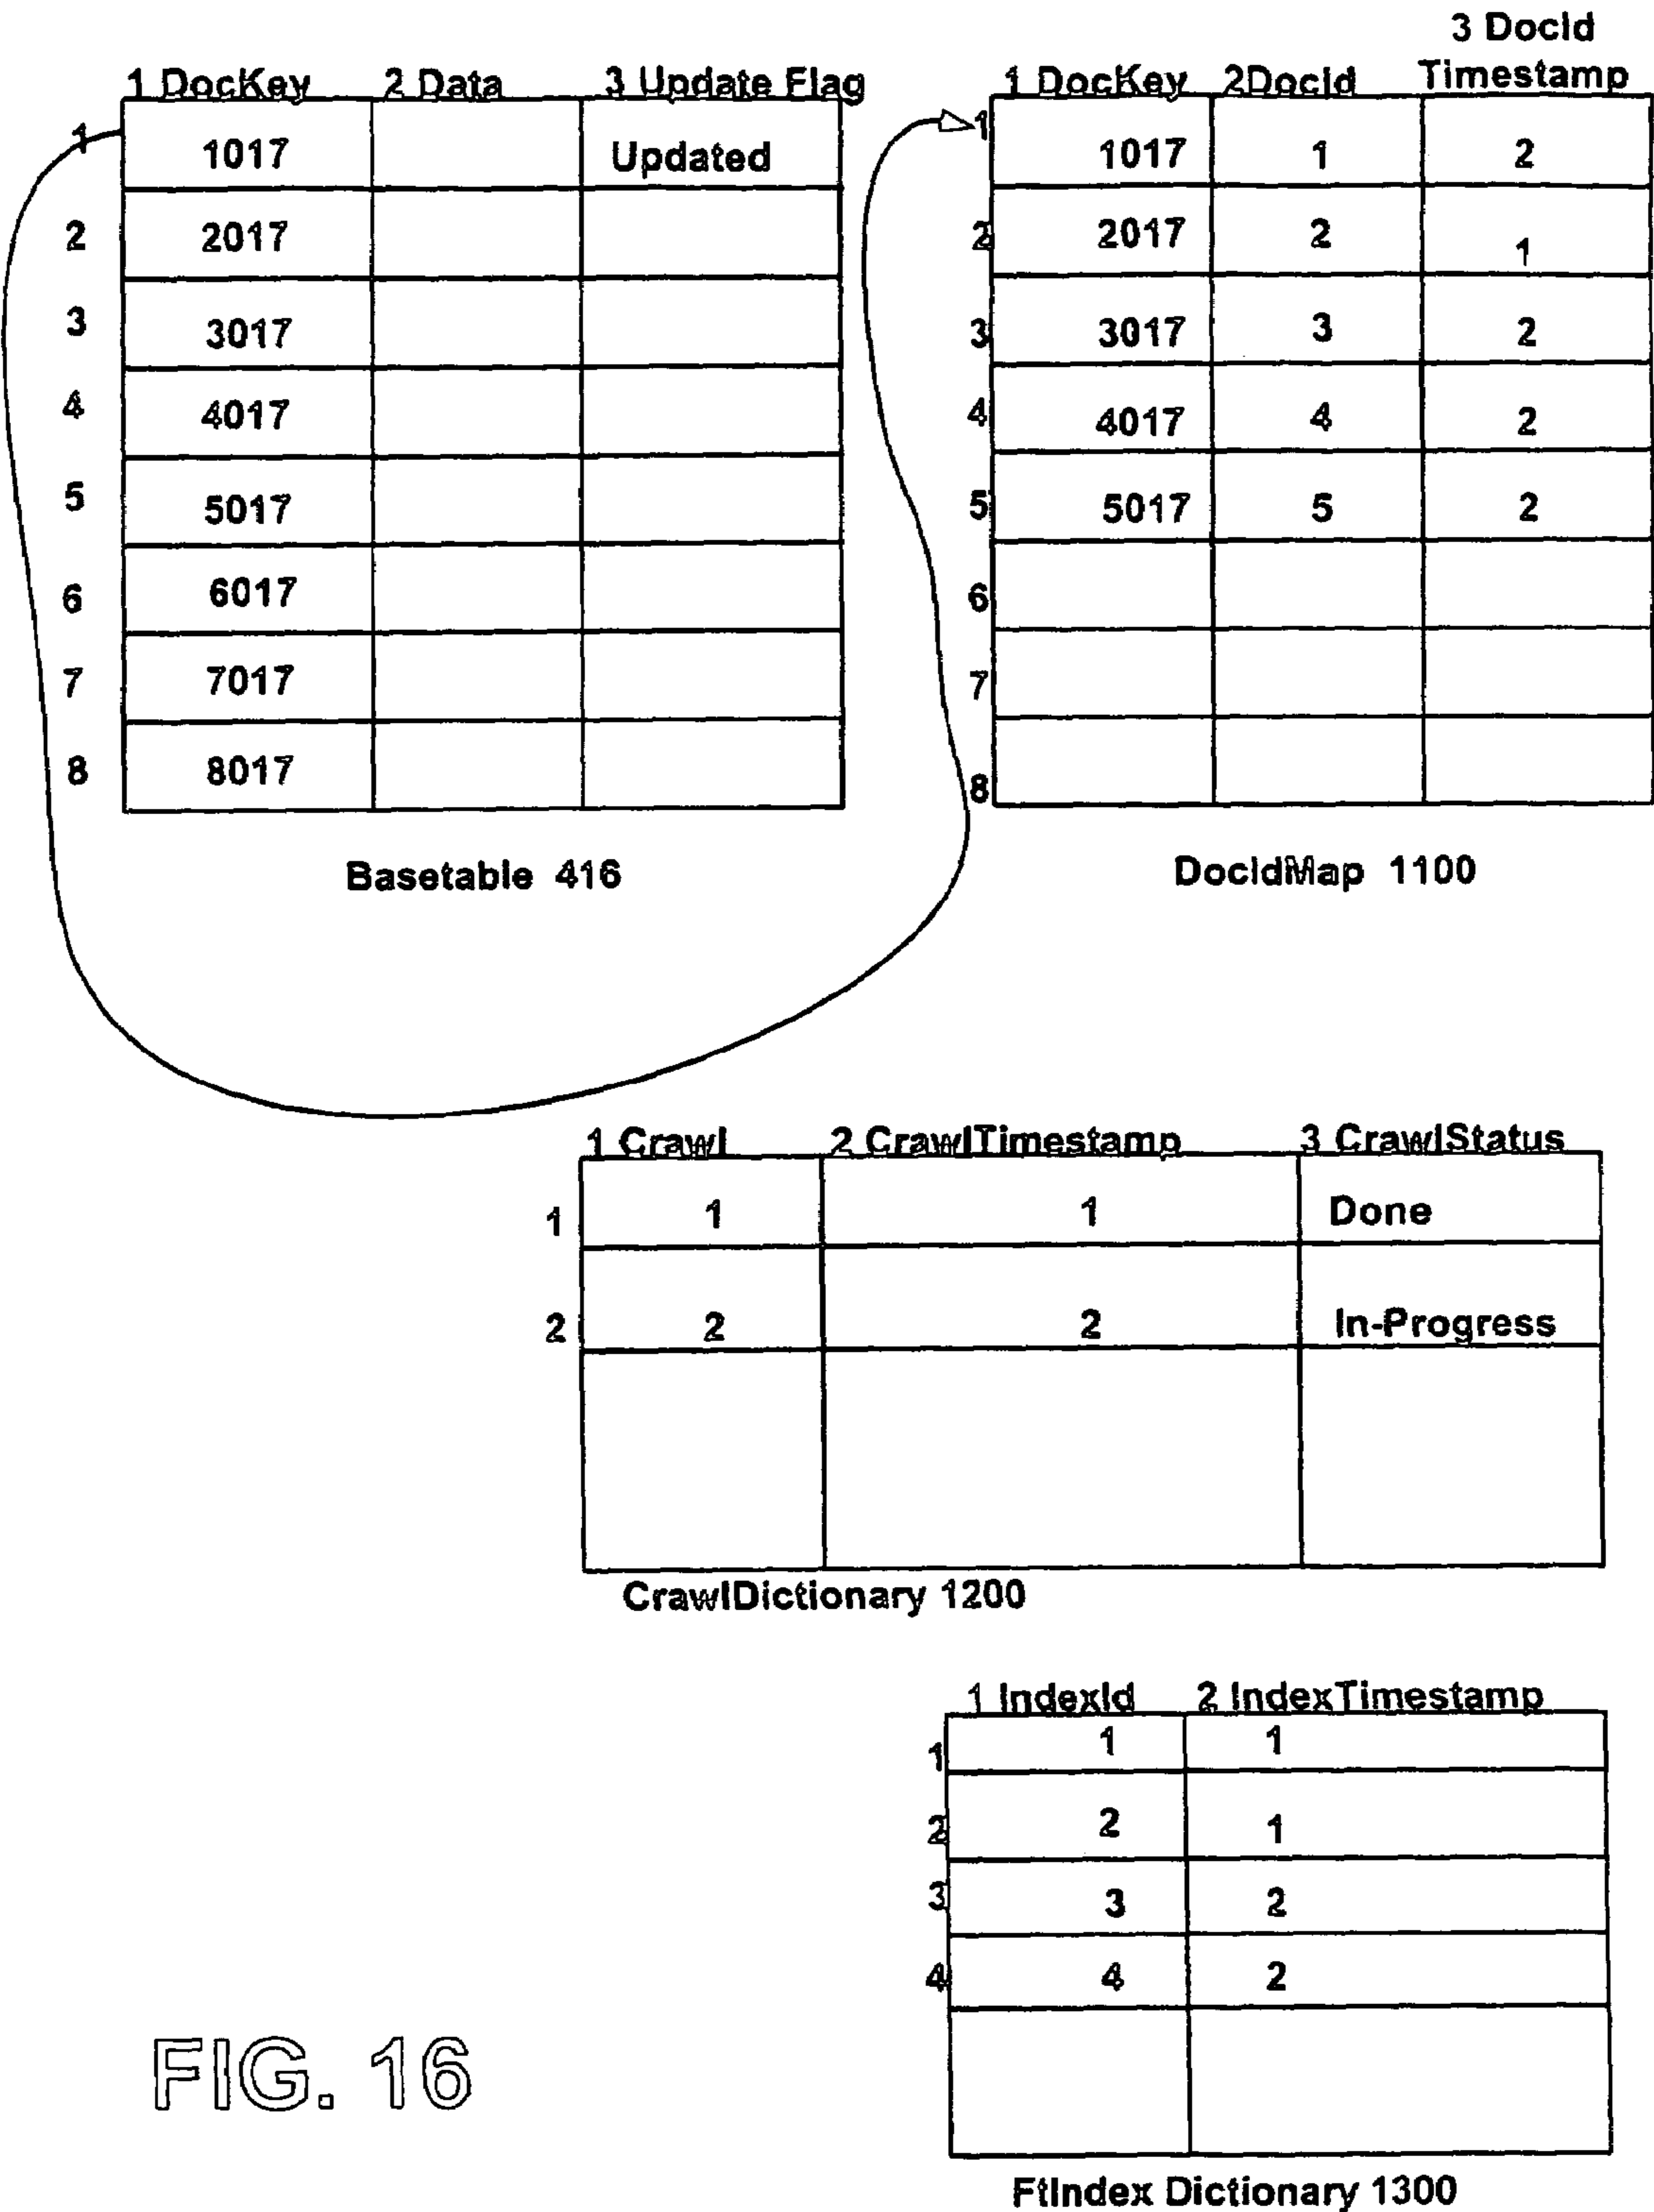 1 DocKey 2 Data 3 Update Flag
1 1017 Updated
2 2017
3 3017
4 4017
5 5017
6 6017
7 7017
8 8017
Basetable 416
3 DocId
1 DocKey 2DocId Timestamp
1 1017 1 2
2 2017 2 1
3 3017 3 2
4 4017 4 2
5 5017 5 2
6
7
8
DocIdMap 1100
1 Crawl 2 CrawlTimestamp 3 CrawlStatus
1 1 1 Done
2 2 2 In-Progress
CrawlDictionary 1200
1 IndexId 2 IndexTimestamp
1 1 1
2 2 1
3 3 2
4 4 2
FtIndex Dictionary 1300
FIG. 16